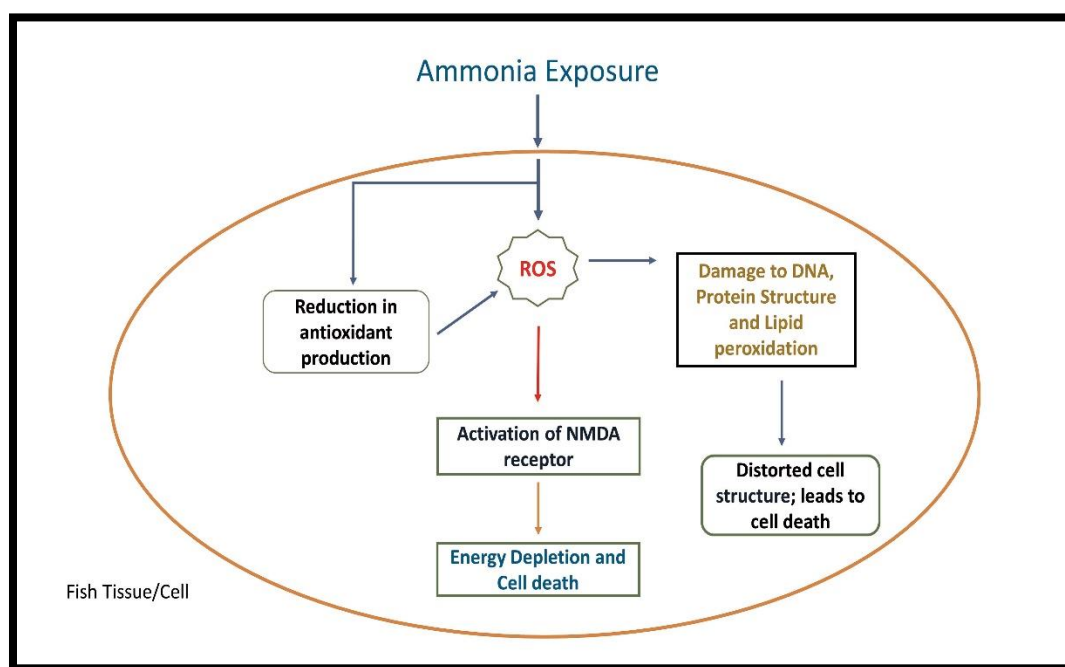 Ammonia Exposure
ROS
Reduction in
antioxidant
production
Damage to DNA,
Protein Structure
and Lipid
peroxidation
Activation of NMDA
receptor
Distorted cell
structure; leads to
cell death
Energy Depletion and
Cell death
Fish Tissue/Cell